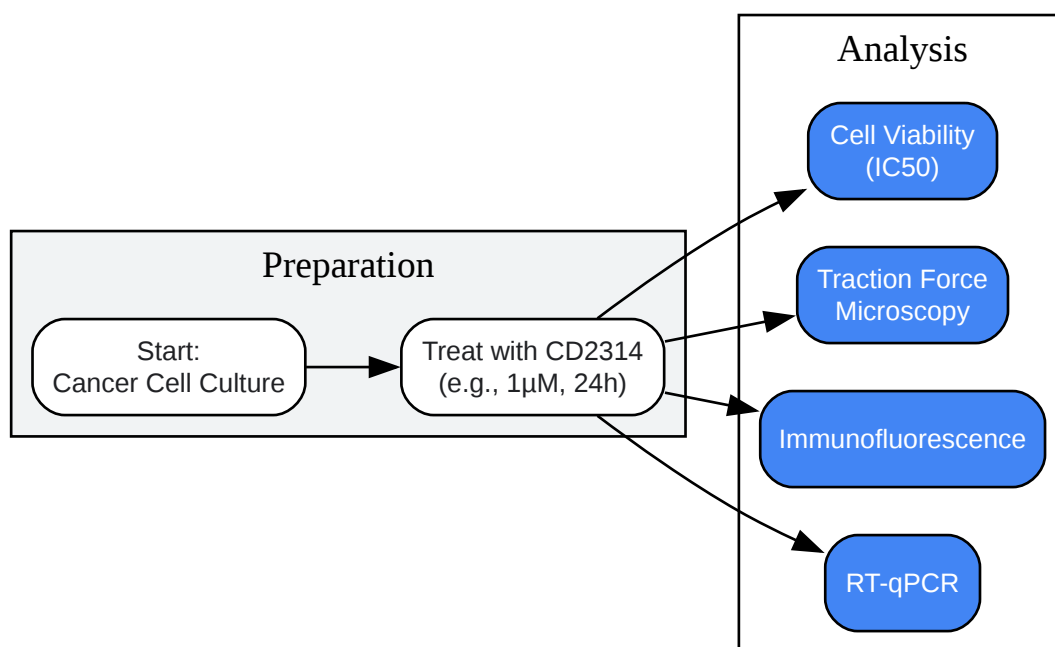 Preparation
Start:
Cancer Cell Culture
Treat with CD2314
(e.g., 1µM, 24h)
Analysis
Cell Viability
(IC50)
Traction Force
Microscopy
Immunofluorescence
RT-qPCR